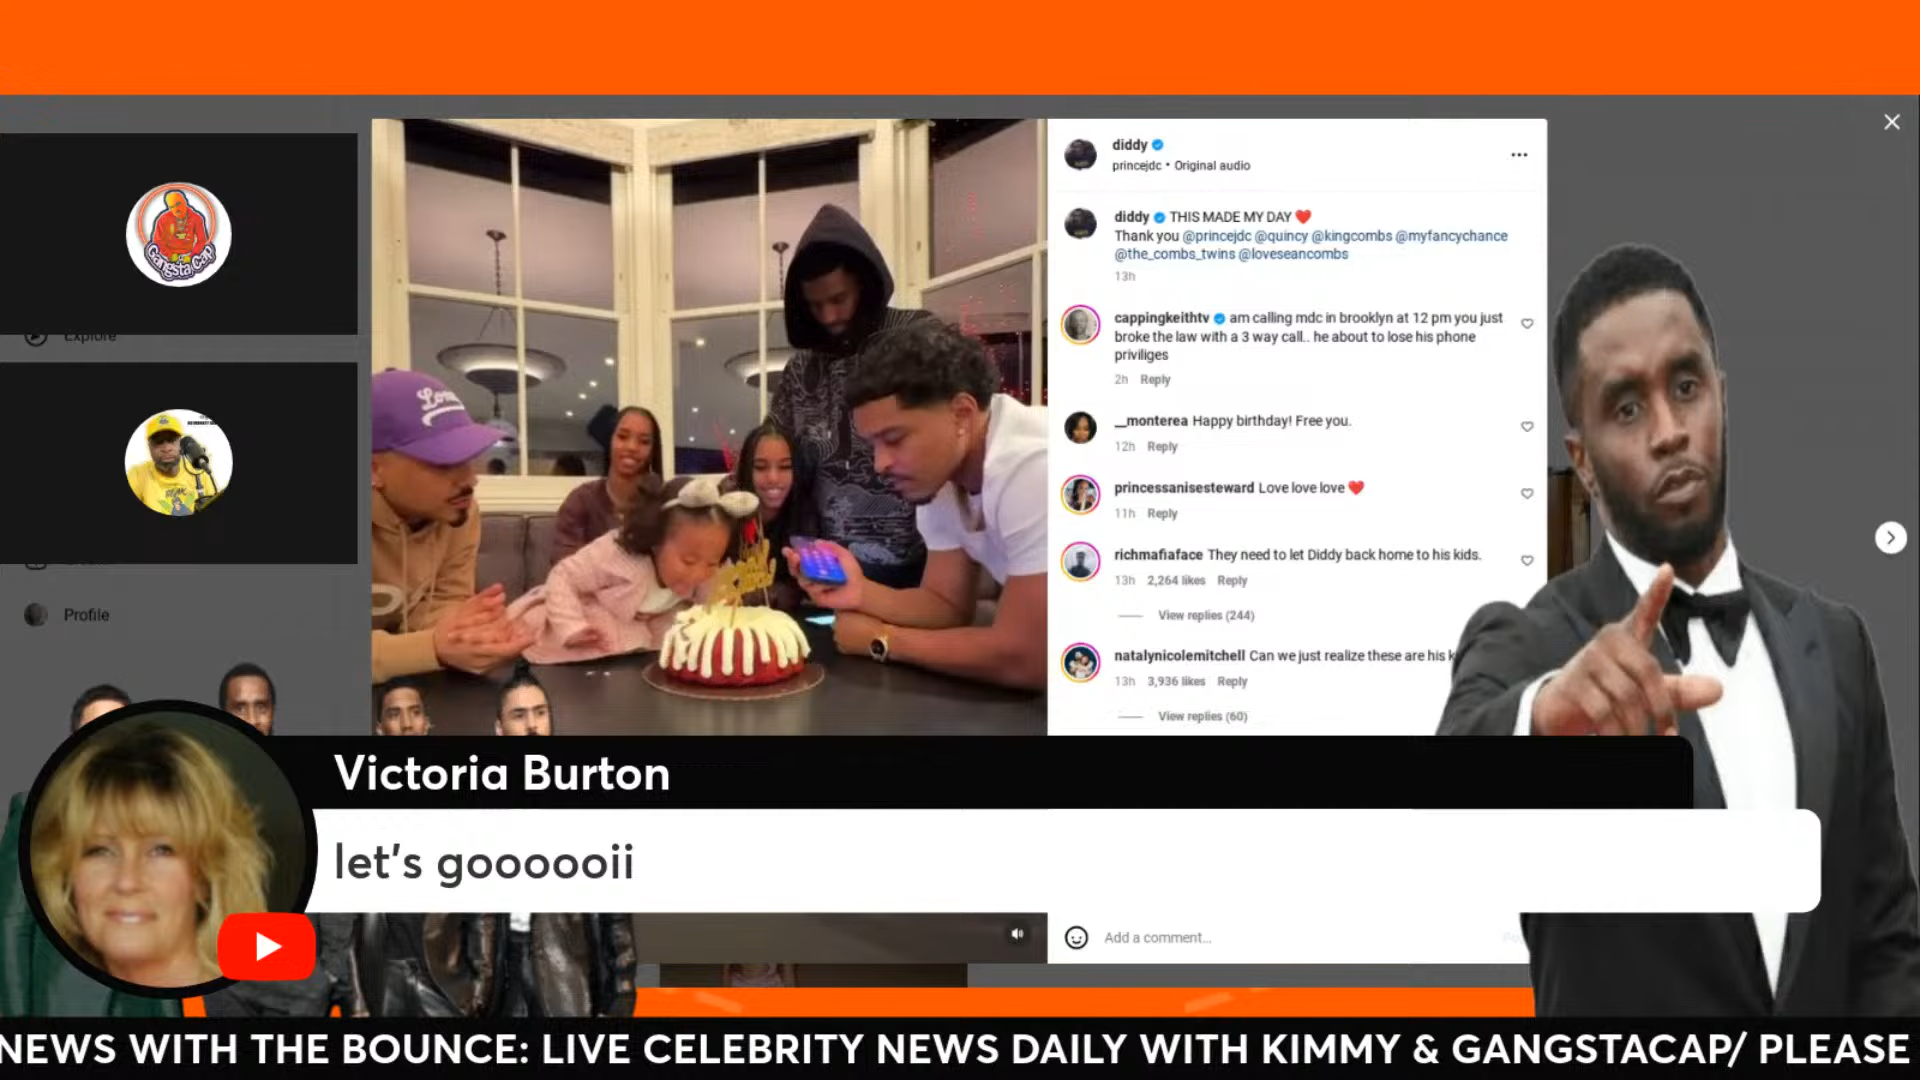 Gangsta Cap
Explore
Profile
Love
diddy
princejdc • Original audio
diddy THIS MADE MY DAY ❤️
Thank you @princejdc @quincy @kingcombs @myfancychance
@the_combs_twins @loveseancombs
13h
cappingkeithtv am calling mdc in brooklyn at 12 pm you just
broke the law with a 3 way call.. he about to lose his phone
priviliges
2h Reply
__monterea Happy birthday! Free you.
12h Reply
princessanisesteward Love love love ❤️
11h Reply
richmafiaface They need to let Diddy back home to his kids.
13h 2,264 likes Reply
View replies (244)
natalynicolemitchell Can we just realize these are his
13h 3,936 likes Reply
View replies (60)
Victoria Burton
let's goooooii
Add a comment...
NEWS WITH THE BOUNCE: LIVE CELEBRITY NEWS DAILY WITH KIMMY & GANGSTACAP/ PLEASE